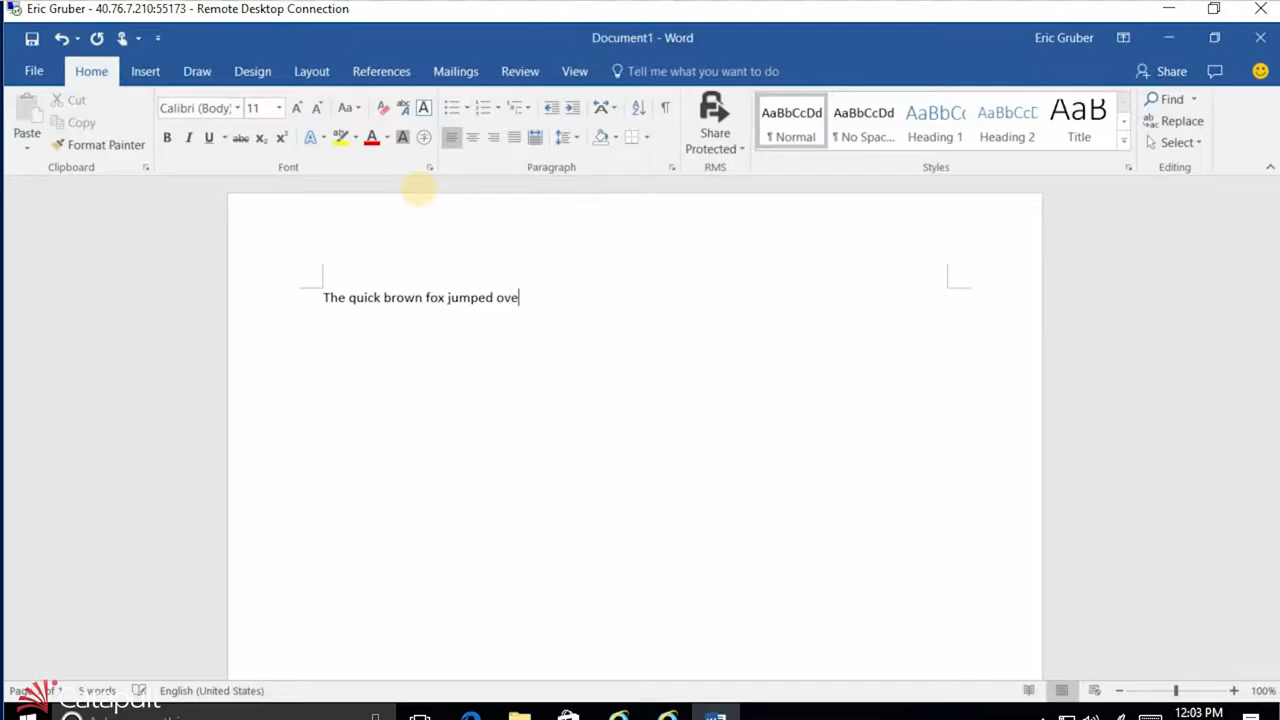 Eric Gruber - 40.76.7.210:55173 - Remote Desktop Connection
Document1 - Word
Eric Gruber
File Home Insert Draw Design Layout References Mailings Review View Tell me what you want to do Share
Paste
Cut
Copy
Format Painter
Clipboard
Calibri (Body) 11
Font
Paragraph
Share
Protected
RMS
AaBbCcDd AaBbCcDd AaBbC( AaBbCcE AaB
¶ Normal ¶ No Spac... Heading 1 Heading 2 Title
Styles
Find
Replace
Select
Editing
The quick brown fox jumped ove
5 words English (United States) 100%
Catapult
12:03 PM